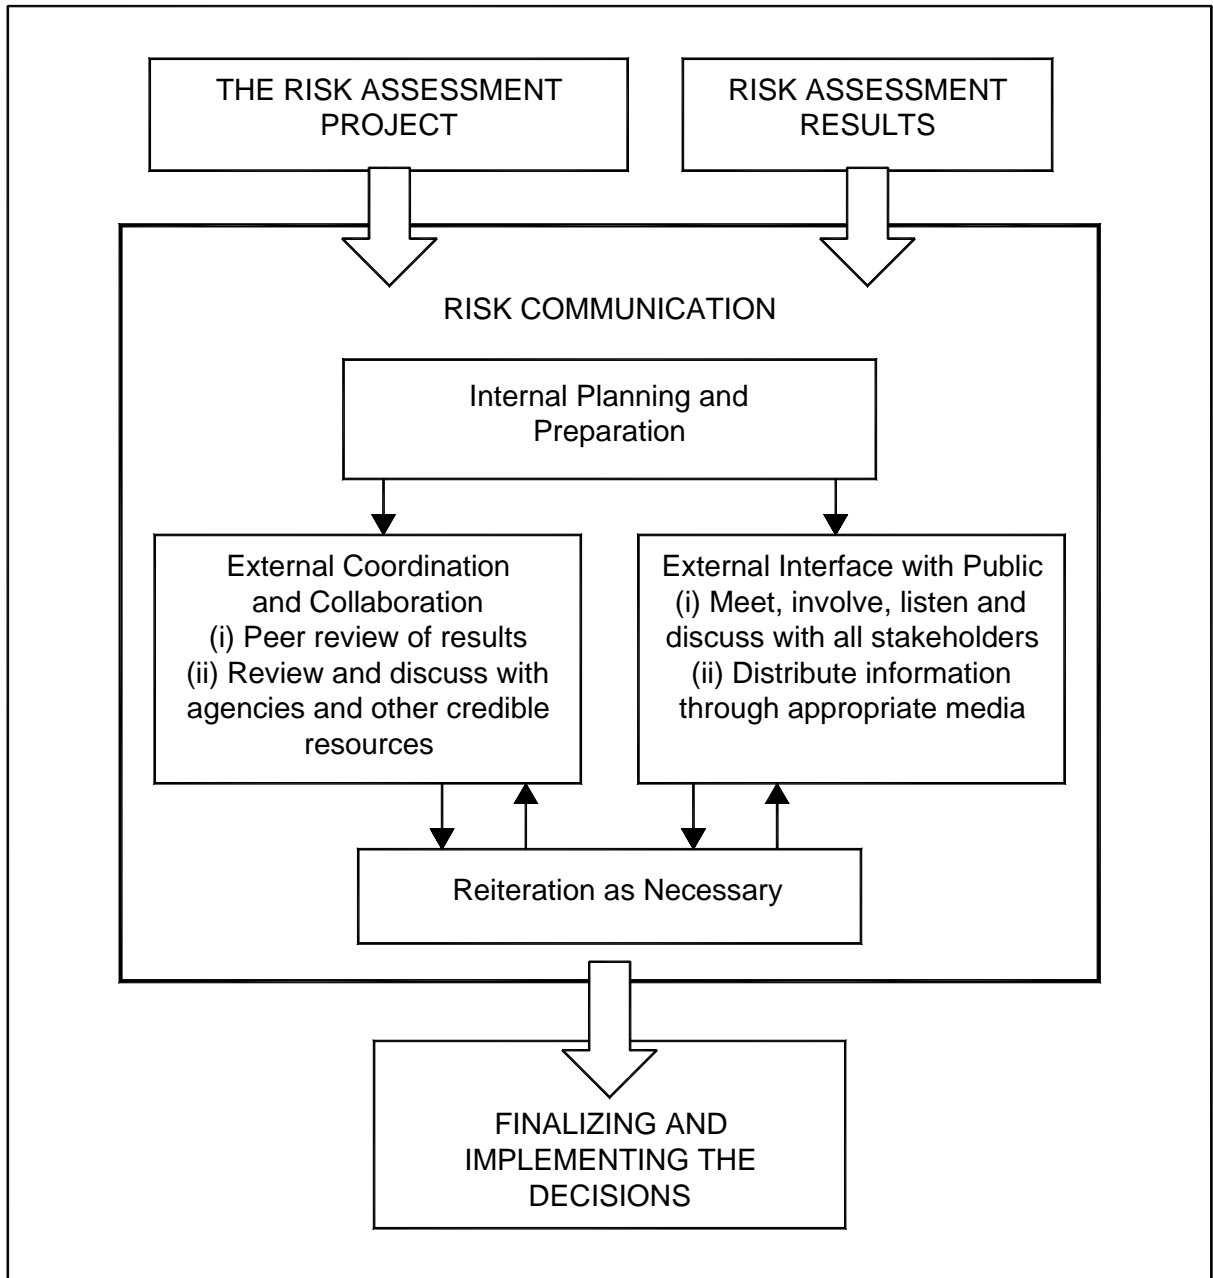 THE RISK ASSESSMENT
PROJECT
RISK ASSESSMENT
RESULTS
RISK COMMUNICATION
Internal Planning and
Preparation
External Coordination
and Collaboration
(i) Peer review of results
(ii) Review and discuss with
agencies and other credible
resources
External Interface with Public
(i) Meet, involve, listen and
discuss with all stakeholders
(ii) Distribute information
through appropriate media
Reiteration as Necessary
FINALIZING AND
IMPLEMENTING THE
DECISIONS